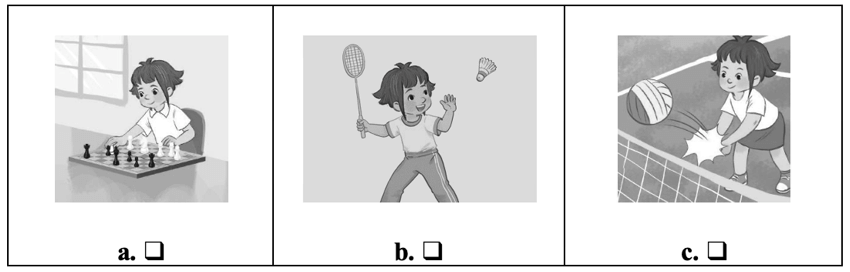 a. ❑ b. ❑ c. ❑